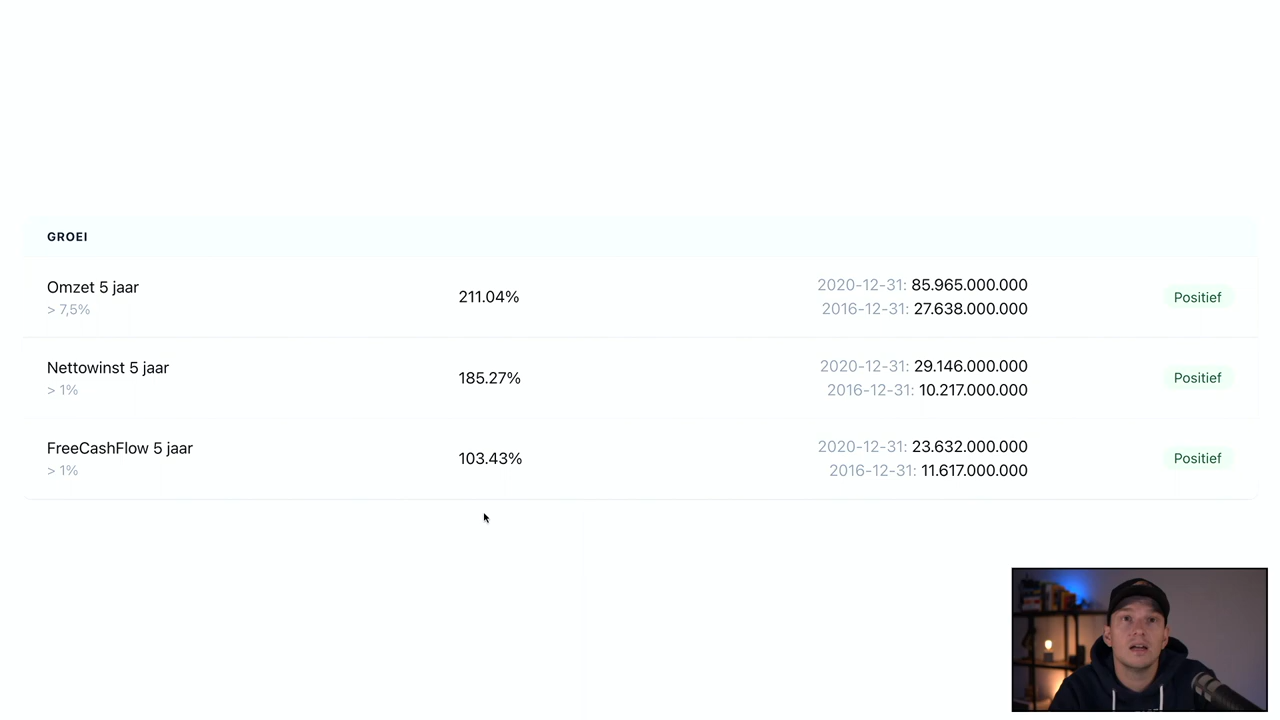 GROEI
Omzet 5 jaar
> 7,5%
211.04%
2020-12-31: 85.965.000.000
2016-12-31: 27.638.000.000
Positief
Nettowinst 5 jaar
> 1%
185.27%
2020-12-31: 29.146.000.000
2016-12-31: 10.217.000.000
Positief
FreeCashFlow 5 jaar
> 1%
103.43%
2020-12-31: 23.632.000.000
2016-12-31: 11.617.000.000
Positief